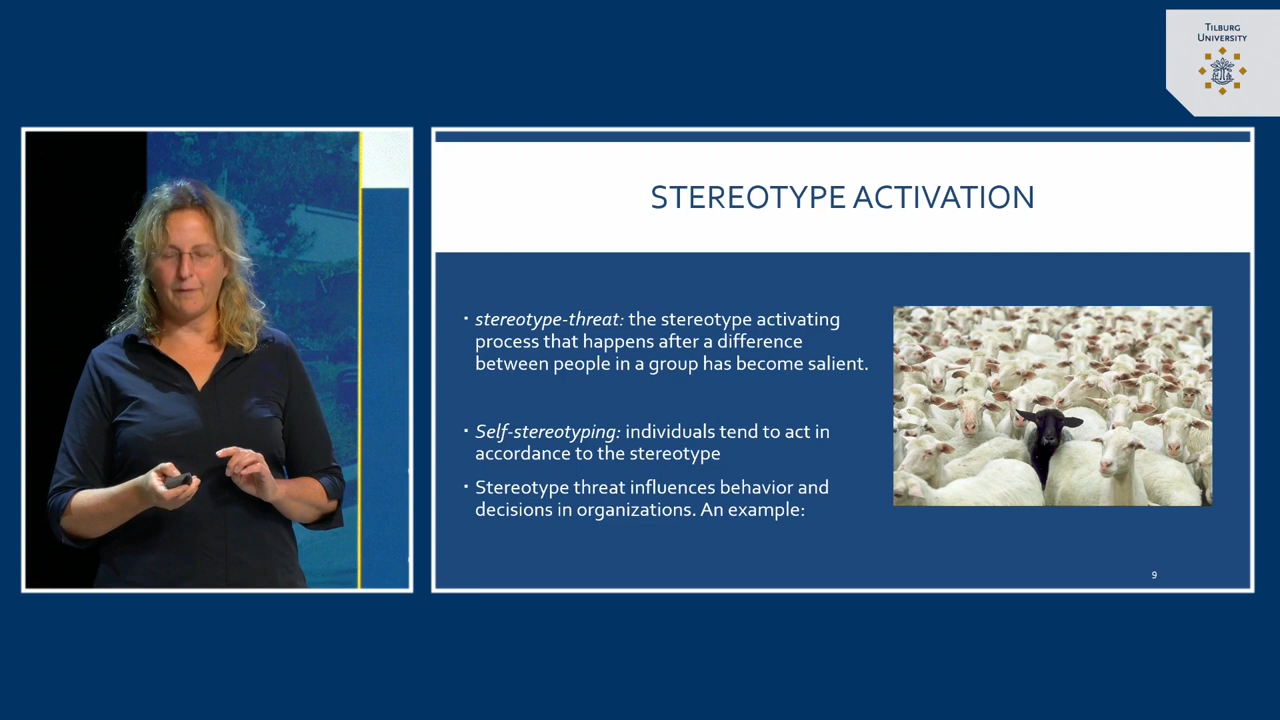 TILBURG
UNIVERSITY
STEREOTYPE ACTIVATION
· stereotype-threat: the stereotype activating
process that happens after a difference
between people in a group has become salient.
· Self-stereotyping: individuals tend to act in
accordance to the stereotype
· Stereotype threat influences behavior and
decisions in organizations. An example:
9